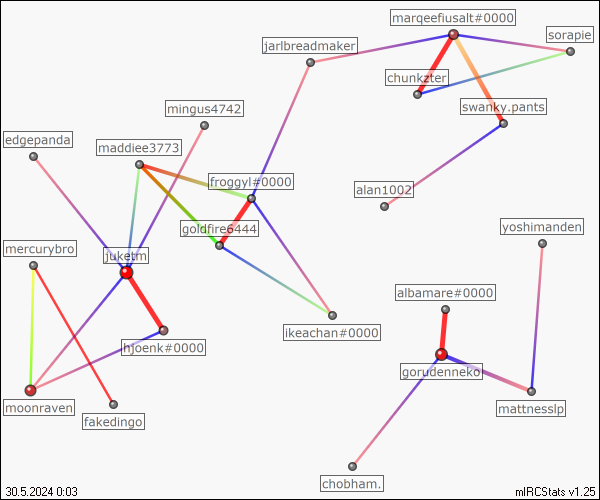 marqeefiusalt#0000
sorapie
jarlbreadmaker
chunkzter
swanky.pants
mingus4742
edgepanda
maddiee3773
froggyl#0000
alan1002
goldfire6444
yoshimanden
mercurybro
juketm
albamare#0000
ikeachan#0000
hjoenk#0000
gorudenneko
moonraven
mattnesslp
fakedingo
chobham.
30.5.2024 0:03
mIRCStats v1.25